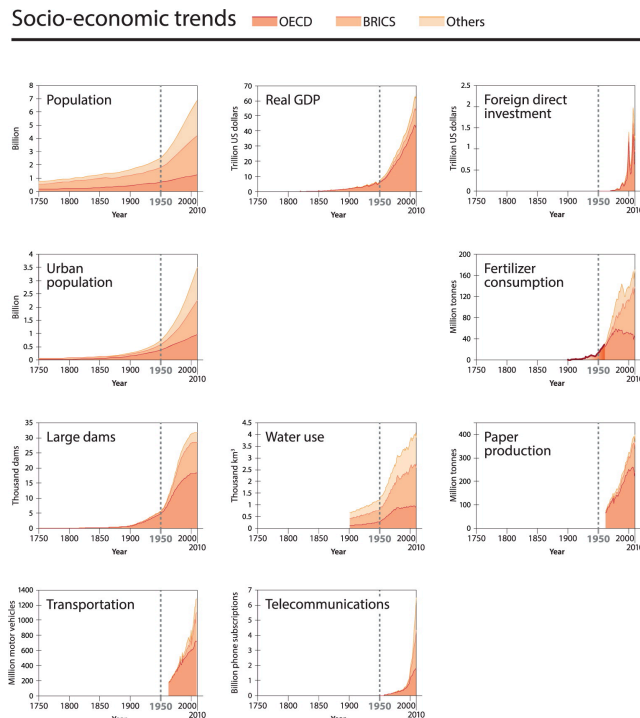 Socio-economic trends OECD BRICS Others
Population
Billion
8
7
6
5
4
3
2
1
0
1750 1800 1850 1900 1950 2000
2010
Year
Real GDP
Trillion US dollars
70
60
50
40
30
20
10
0
1750 1800 1850 1900 1950 2000
2010
Year
Foreign direct
investment
Trillion US dollars
2.5
2
1.5
1
0.5
0
1750 1800 1850 1900 1950 2000
Year
Urban
population
Billion
4
3.5
3
2.5
2
1.5
1
0.5
0
1750 1800 1850 1900 1950 2000
2010
Year
Fertilizer
consumption
Million tonnes
200
160
120
80
40
0
1750 1800 1850 1900 1950 2000
Year
Large dams
Thousand dams
35
30
25
20
15
10
5
0
1750 1800 1850 1900 1950 2000
2010
Year
Water use
Thousand km³
4.5
4
3.5
3
2.5
2
1.5
1
0.5
0
1750 1800 1850 1900 1950 2000
2010
Year
Paper
production
Million tonnes
400
300
200
100
0
1750 1800 1850 1900 1950 2000
Year
Transportation
Million motor vehicles
1400
1200
1000
800
600
400
200
0
1750 1800 1850 1900 1950 2000
2010
Telecommunications
Billion phone subscriptions
7
6
5
4
3
2
1
0
1750 1800 1850 1900 1950 2000
2010